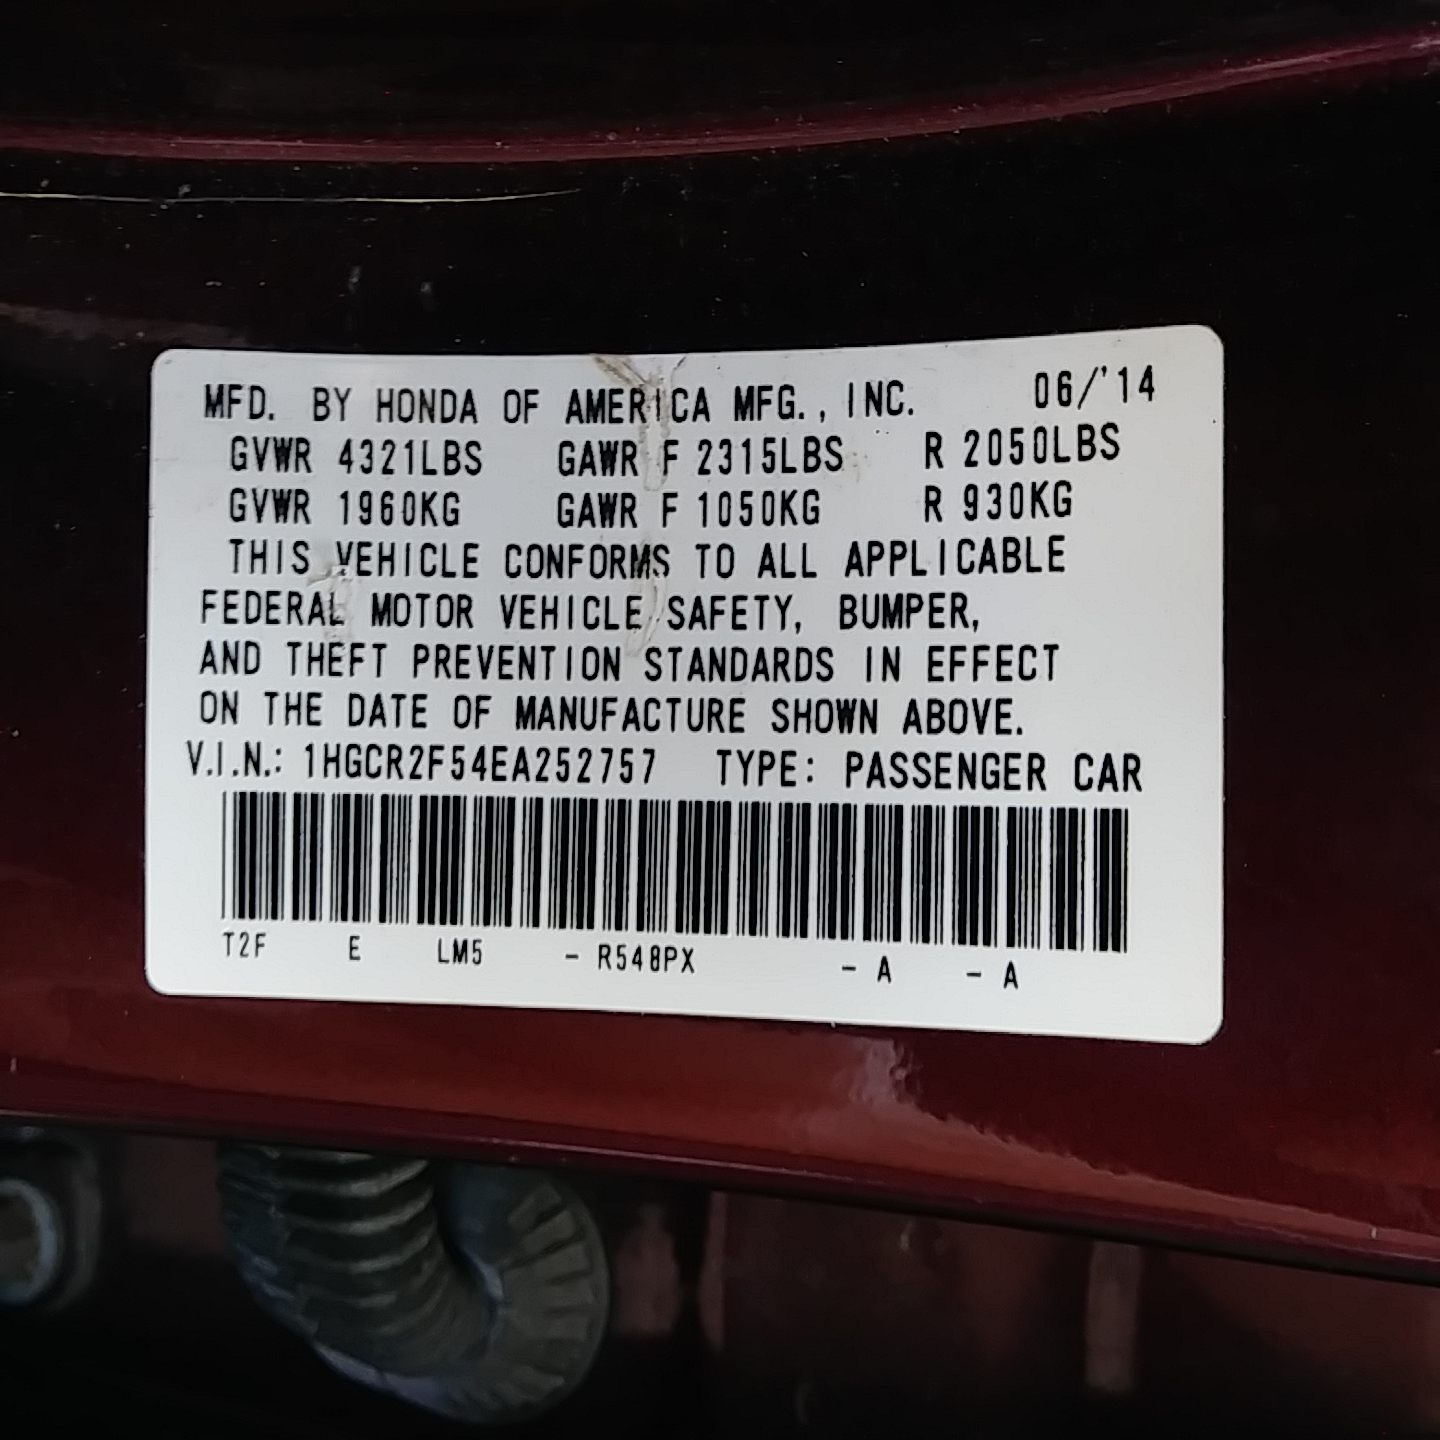 MFD. BY HONDA OF AMERICA MFG., INC. 06/'14
GVWR 4321LBS GAWR F 2315LBS R 2050LBS
GVWR 1960KG GAWR F 1050KG R 930KG
THIS VEHICLE CONFORMS TO ALL APPLICABLE
FEDERAL MOTOR VEHICLE SAFETY, BUMPER,
AND THEFT PREVENTION STANDARDS IN EFFECT
ON THE DATE OF MANUFACTURE SHOWN ABOVE.
V.I.N.: 1HGCR2F54EA252757 TYPE: PASSENGER CAR
T2F E LM5 - R548PX - A - A